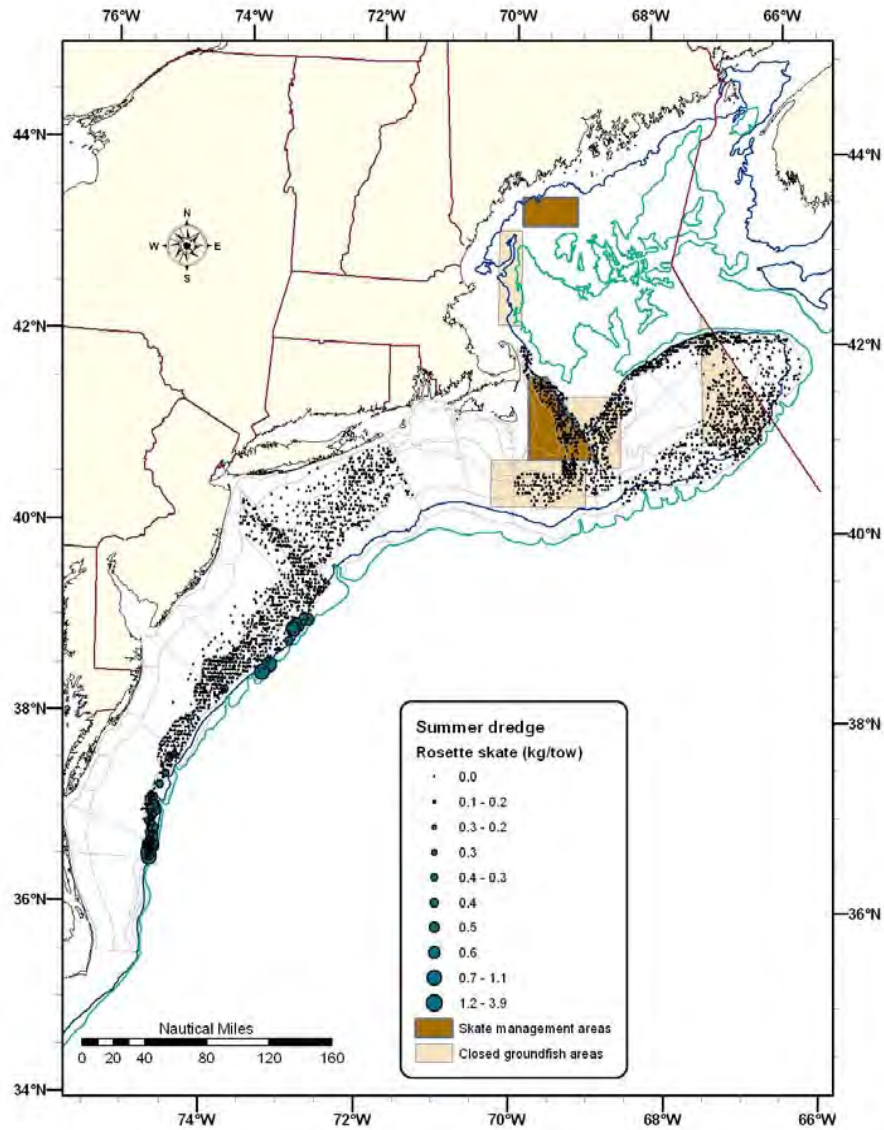 76°W 74°W 72°W 70°W 68°W 66°W
44°N 44°N
N
W E
S
42°N 42°N
40°N 40°N
38°N 38°N
36°N 36°N
34°N
Summer dredge
Rosette skate (kg/tow)
0.0
0.1 - 0.2
0.3 - 0.2
0.3
0.4 - 0.3
0.4
0.5
0.6
0.7 - 1.1
1.2 - 3.9
Skate management areas
Closed groundfish areas
Nautical Miles
0 20 40 80 120 160
74°W 72°W 70°W 68°W 66°W